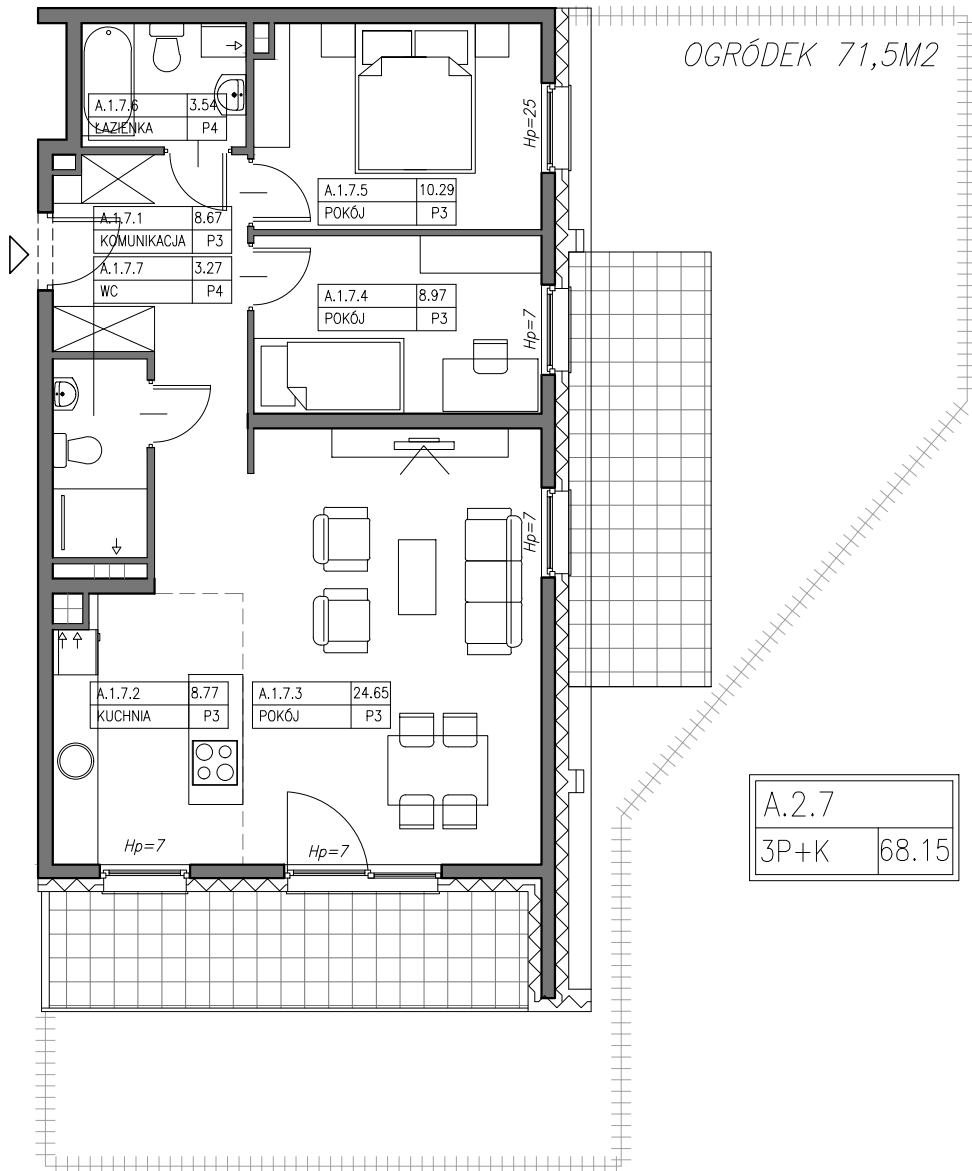 OGRÓDEK 71,5M2
A.1.7.6 3.54
ŁAZIENKA P4
Hp=25
A.1.7.5 10.29
POKÓJ P3
A.1.7.1 8.67
KOMUNIKACJA P3
A.1.7.7 3.27
WC P4
A.1.7.4 8.97
POKÓJ P3
Hp=7
Hp=7
A.1.7.2 8.77
KUCHNIA P3
A.1.7.3 24.65
POKÓJ P3
Hp=7
Hp=7
A.2.7
3P+K 68.15